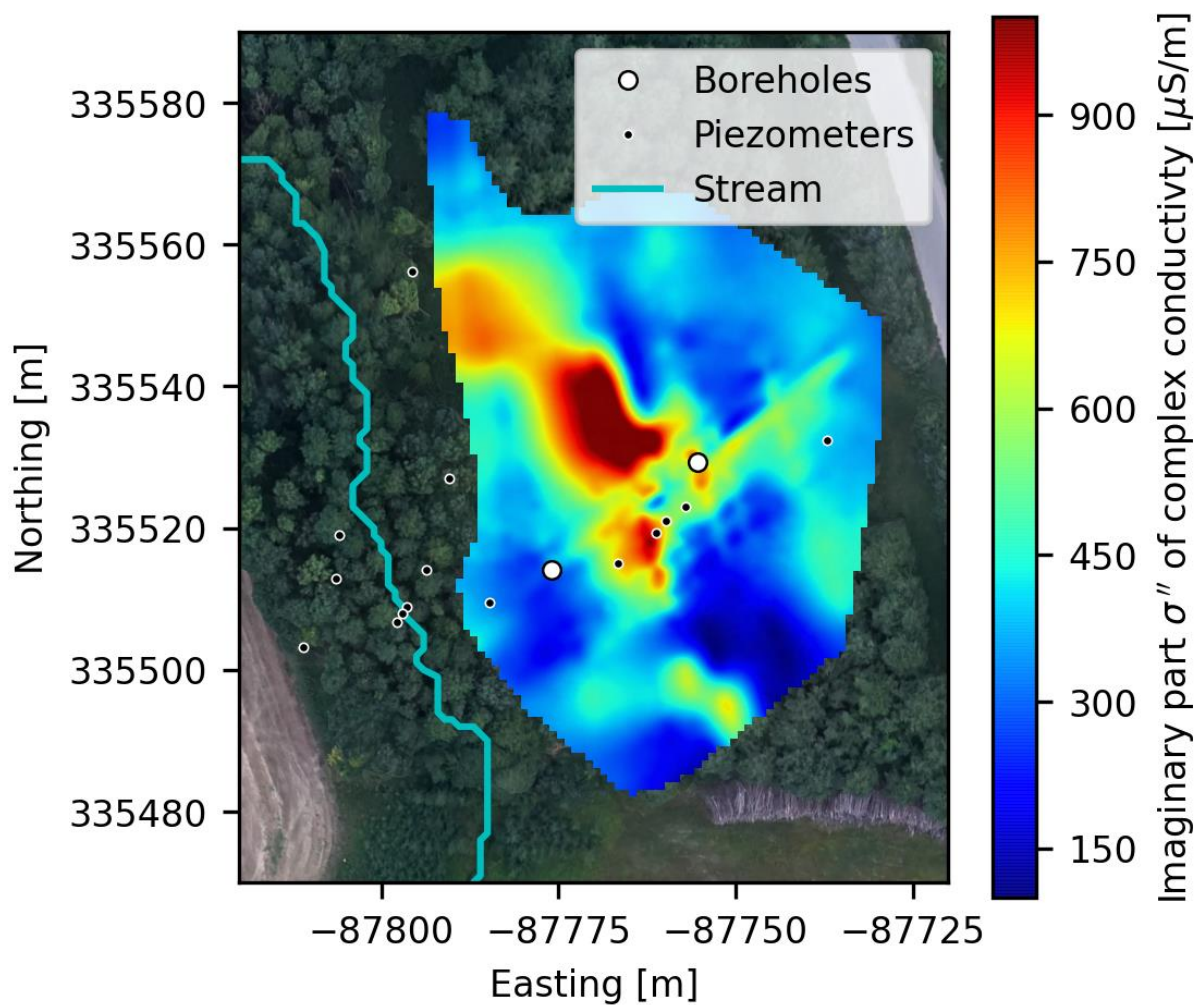 Boreholes
Piezometers
Stream
335580
335560
335540
335520
335500
335480
Northing [m]
−87800
−87775
−87750
−87725
Easting [m]
900
750
600
450
300
150
Imaginary part σ″ of complex conductivity [μS/m]